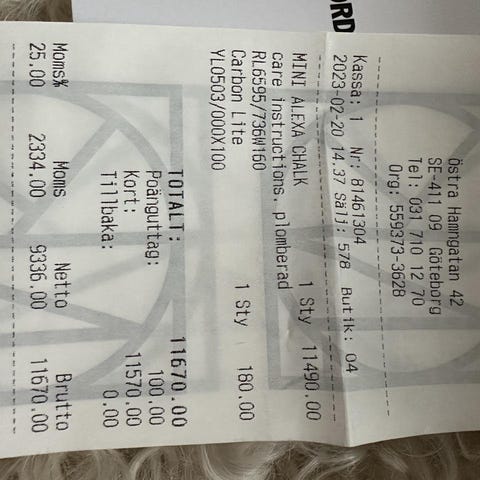 ORD
Östra Hamngatan 42
SE-411 09 Göteborg
Tel: 031 710 12 70
Org: 559373-3628
Kassa: 1 Nr: 81461304
2023-02-20 14.37 Sälj: 578 Butik: 04
MINI ALEXA CHALK 1 Sty 11490.00
care instructions. plomberad
RL6595/736W160
Carbon Lite 1 Sty 180.00
YL0503/000X100
TOTALT: 11670.00
Poänguttag: 100.00
Kort: 11570.00
Tillbaka: 0.00
Moms% Moms Netto Brutto
25.00 2334.00 9336.00 11670.00